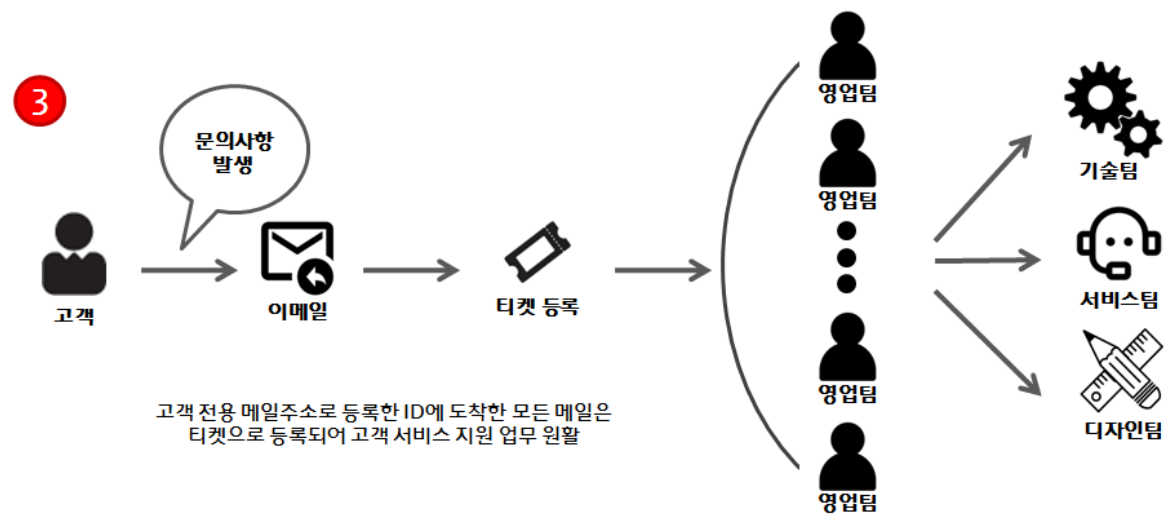 3
문의사항
발생
고객
이메일
티켓 등록
고객 전용 메일주소로 등록한 ID에 도착한 모든 메일은
티켓으로 등록되어 고객 서비스 지원 업무 원활
영업팀
영업팀
영업팀
영업팀
기술팀
서비스팀
디자인팀